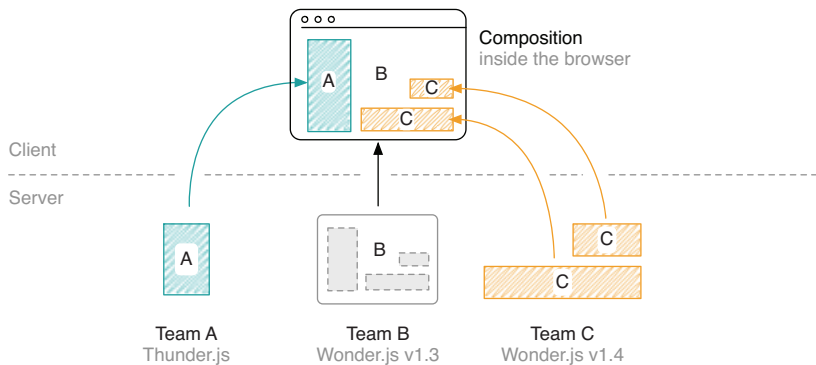 Composition
inside the browser
A
B
C
C
Client
Server
A
B
C
C
Team A
Thunder.js
Team B
Wonder.js v1.3
Team C
Wonder.js v1.4